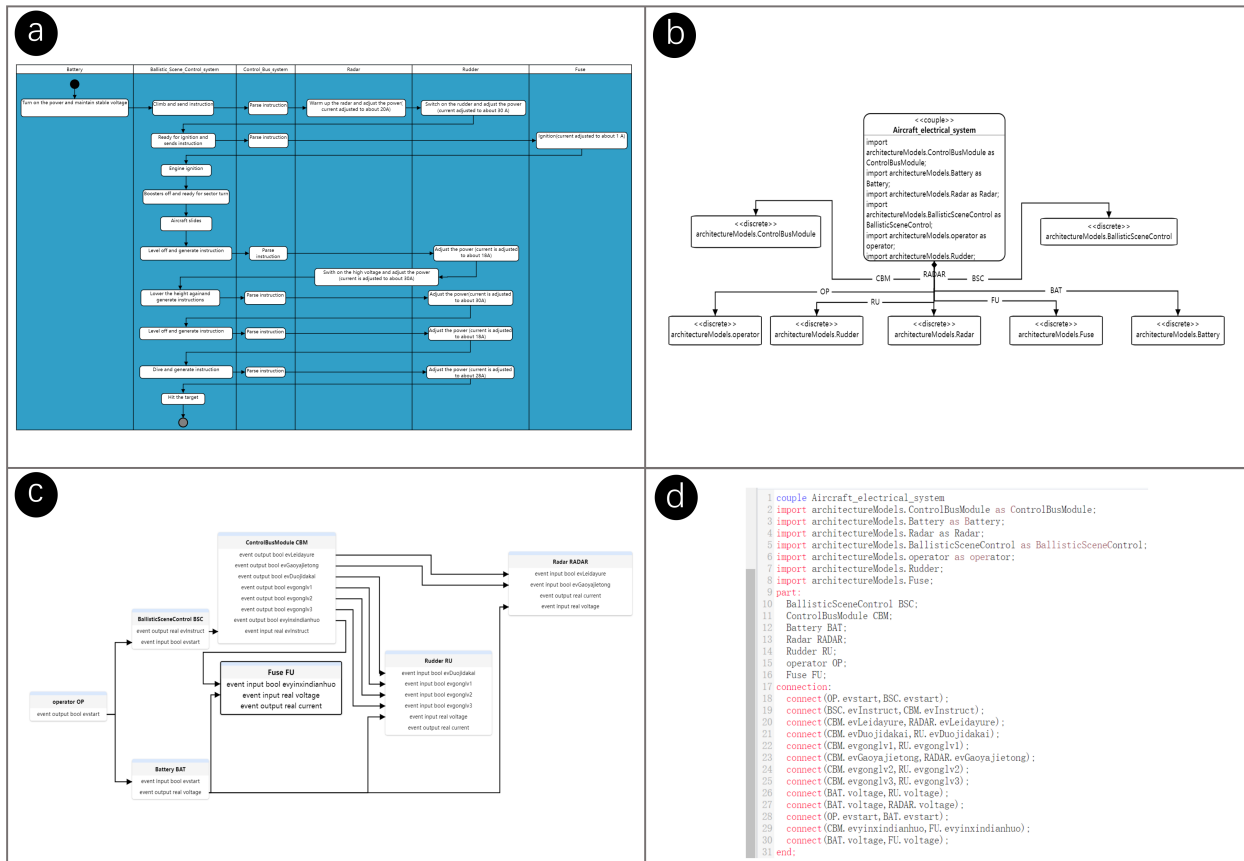 a
Battery
Ballistic_Scene_Control_system
Control_Bus_system
Radar
Rudder
Fuse
Turn on the power and maintain stable voltage
Climb and send instruction
Parse instruction
Warm up the radar and adjust the power(
current adjusted to about 20A)
Switch on the rudder and adjust the power
(current adjusted to about 30 A)
Ready for ignition and
sends instruction
Parse instruction
Ignition(current adjusted to about 1 A)
Engine ignition
Boosters off and ready for sector turn
Aircraft slides
Level off and generate instruction
Parse
instruction
Adjust the power (current is adjusted
to about 18A)
Swith on the high voltage and adjust the power
(current is adjusted to about 30A)
Lower the height againand
generate instructions
Parse instruction
Adjust the power(current is adjusted
to about 30A)
Level off and generate instruction
Parse instruction
Adjust the power (current is adjusted
to about 18A)
Dive and generate instruction
Parse instruction
Adjust the power (current is adjusted
to about 28A)
Hit the target
b
<<couple>>
Aircraft_electrical_system
import
architectureModels.ControlBusModule as
ControlBusModule;
import architectureModels.Battery as
Battery;
import architectureModels.Radar as Radar;
import
architectureModels.BallisticSceneControl as
BallisticSceneControl;
import architectureModels.operator as
operator;
import architectureModels.Rudder;
<<discrete>>
architectureModels.ControlBusModule
<<discrete>>
architectureModels.BallisticSceneControl
CBM
RADAR
BSC
OP
RU
FU
BAT
<<discrete>>
architectureModels.operator
<<discrete>>
architectureModels.Rudder
<<discrete>>
architectureModels.Radar
<<discrete>>
architectureModels.Fuse
<<discrete>>
architectureModels.Battery
c
ControlBusModule CBM
event output bool evLeidayure
event output bool evGaoyajietong
event output bool evDuojidakai
event output bool evgonglv1
event output bool evgonglv2
event output bool evgonglv3
event output bool evyinxindianhuo
event input real evinstruct
Radar RADAR
event input bool evLeidayure
event input bool evGaoyajietong
event output real current
event input real voltage
BallisticSceneControl BSC
event output real evinstruct
event input bool evstart
Fuse FU
event input bool evyinxindianhuo
event input real voltage
event output real current
Rudder RU
event input bool evDuojidakai
event input bool evgonglv1
event input bool evgonglv2
event input bool evgonglv3
event input real voltage
event output real current
operator OP
event output bool evstart
Battery BAT
event input bool evstart
event output real voltage
d
1 couple Aircraft_electrical_system
2 import architectureModels.ControlBusModule as ControlBusModule;
3 import architectureModels.Battery as Battery;
4 import architectureModels.Radar as Radar;
5 import architectureModels.BallisticSceneControl as BallisticSceneControl;
6 import architectureModels.operator as operator;
7 import architectureModels.Rudder;
8 import architectureModels.Fuse;
9 part:
10 BallisticSceneControl BSC;
11 ControlBusModule CBM;
12 Battery BAT;
13 Radar RADAR;
14 Rudder RU;
15 operator OP;
16 Fuse FU;
17 connection:
18 connect(OP.evstart,BSC.evstart);
19 connect(BSC.evInstruct,CBM.evInstruct);
20 connect(CBM.evLeidayure,RADAR.evLeidayure);
21 connect(CBM.evDuojidakai,RU.evDuojidakai);
22 connect(CBM.evgonglv1,RU.evgonglv1);
23 connect(CBM.evGaoyajietong,RADAR.evGaoyajietong);
24 connect(CBM.evgonglv2,RU.evgonglv2);
25 connect(CBM.evgonglv3,RU.evgonglv3);
26 connect(BAT.voltage,RU.voltage);
27 connect(BAT.voltage,RADAR.voltage);
28 connect(OP.evstart,BAT.evstart);
29 connect(CBM.evyinxindianhuo,FU.evyinxindianhuo);
30 connect(BAT.voltage,FU.voltage);
31 end;